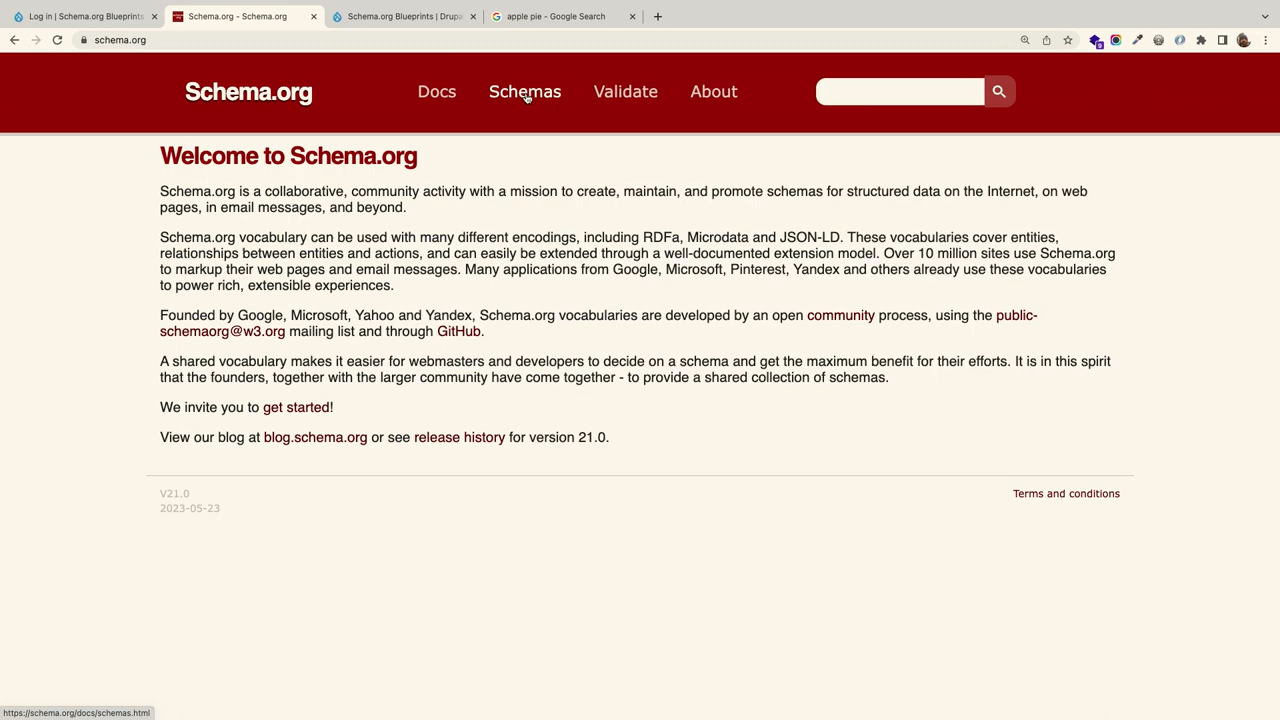 Log in | Schema.org Blueprints
Schema.org - Schema.org
Schema.org Blueprints | Drupa
apple pie - Google Search
schema.org
9
Schema.org
Docs
Schemas
Validate
About
Welcome to Schema.org
Schema.org is a collaborative, community activity with a mission to create, maintain, and promote schemas for structured data on the Internet, on web
pages, in email messages, and beyond.
Schema.org vocabulary can be used with many different encodings, including RDFa, Microdata and JSON-LD. These vocabularies cover entities,
relationships between entities and actions, and can easily be extended through a well-documented extension model. Over 10 million sites use Schema.org
to markup their web pages and email messages. Many applications from Google, Microsoft, Pinterest, Yandex and others already use these vocabularies
to power rich, extensible experiences.
Founded by Google, Microsoft, Yahoo and Yandex, Schema.org vocabularies are developed by an open community process, using the public-
schemaorg@w3.org mailing list and through GitHub.
A shared vocabulary makes it easier for webmasters and developers to decide on a schema and get the maximum benefit for their efforts. It is in this spirit
that the founders, together with the larger community have come together - to provide a shared collection of schemas.
We invite you to get started!
View our blog at blog.schema.org or see release history for version 21.0.
V21.0
2023-05-23
Terms and conditions
https://schema.org/docs/schemas.html